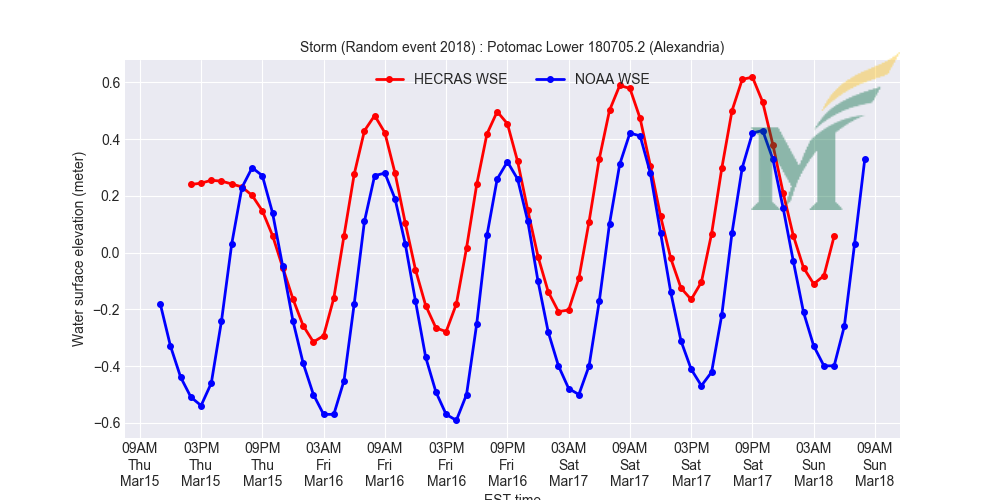 Storm (Random event 2018) : Potomac Lower 180705.2 (Alexandria)
HECRAS WSE
NOAA WSE
Water surface elevation (meter)
0.6
0.4
0.2
0.0
−0.2
−0.4
−0.6
09AM 03PM 09PM 03AM 09AM 03PM 09PM 03AM 09AM 03PM 09PM 03AM 09AM
Thu Thu Thu Fri Fri Fri Fri Sat Sat Sat Sat Sun Sun
Mar15 Mar15 Mar15 Mar16 Mar16 Mar16 Mar16 Mar17 Mar17 Mar17 Mar17 Mar18 Mar18
EST time
M